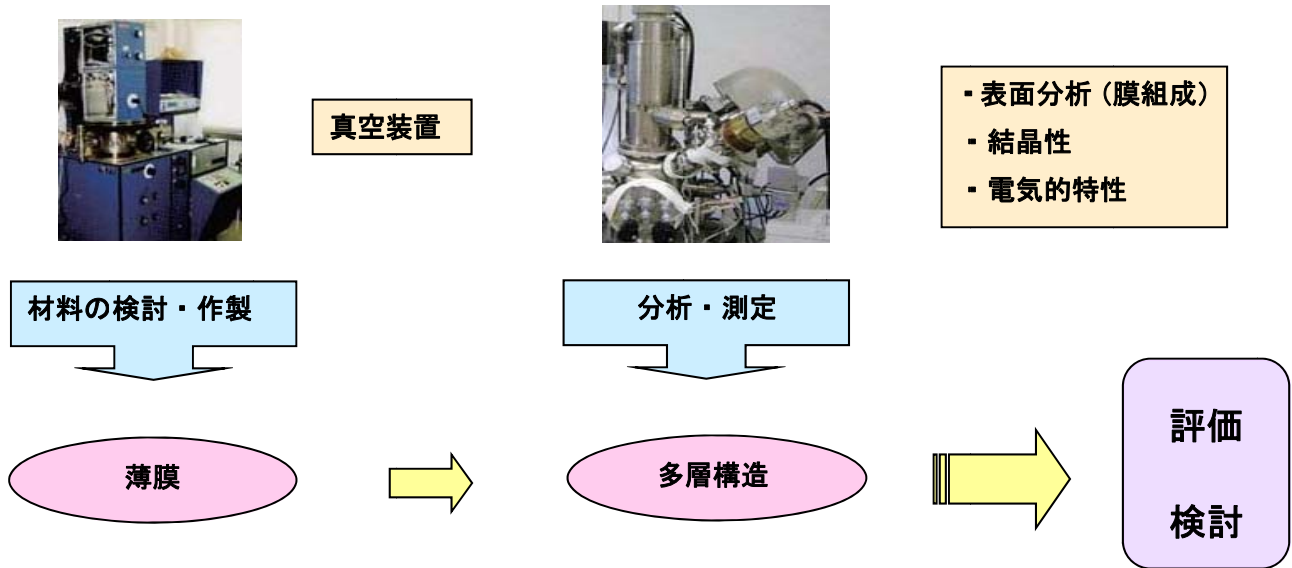 真空装置
・表面分析（膜組成）
・結晶性
・電気的特性
材料の検討・作製
分析・測定
薄膜
多層構造
評価
検討